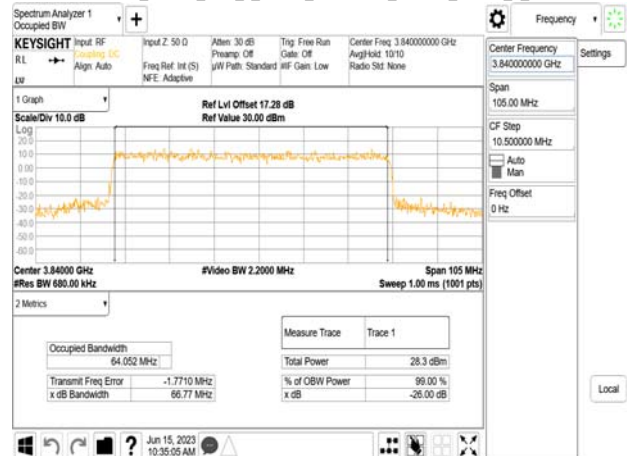 Spectrum Analyzer 1
Occupied BW
Frequency
KEYSIGHT
Input: RF
Coupling: DC
Align: Auto
RL
LV
Input Z: 50 Ω
Freq Ref: Int (S)
NFE: Adaptive
Atten: 30 dB
Preamp: Off
µW Path: Standard
Trig: Free Run
Gate: Off
#IF Gain: Low
Center Freq: 3.840000000 GHz
Avg|Hold: 10/10
Radio Std: None
Center Frequency
3.840000000 GHz
Settings
Span
105.00 MHz
CF Step
10.500000 MHz
Auto
Man
Freq Offset
0 Hz
Local
1 Graph
Scale/Div 10.0 dB
Ref Lvl Offset 17.28 dB
Ref Value 30.00 dBm
Log
20.0
10.0
0.00
-10.0
-20.0
-30.0
-40.0
-50.0
-60.0
Center 3.84000 GHz
#Res BW 680.00 kHz
#Video BW 2.2000 MHz
Span 105 MHz
Sweep 1.00 ms (1001 pts)
2 Metrics
Measure Trace
Trace 1
Occupied Bandwidth
64.052 MHz
Total Power
28.3 dBm
Transmit Freq Error
-1.7710 MHz
% of OBW Power
99.00 %
x dB Bandwidth
66.77 MHz
x dB
-26.00 dB
Jun 15, 2023
10:35:05 AM